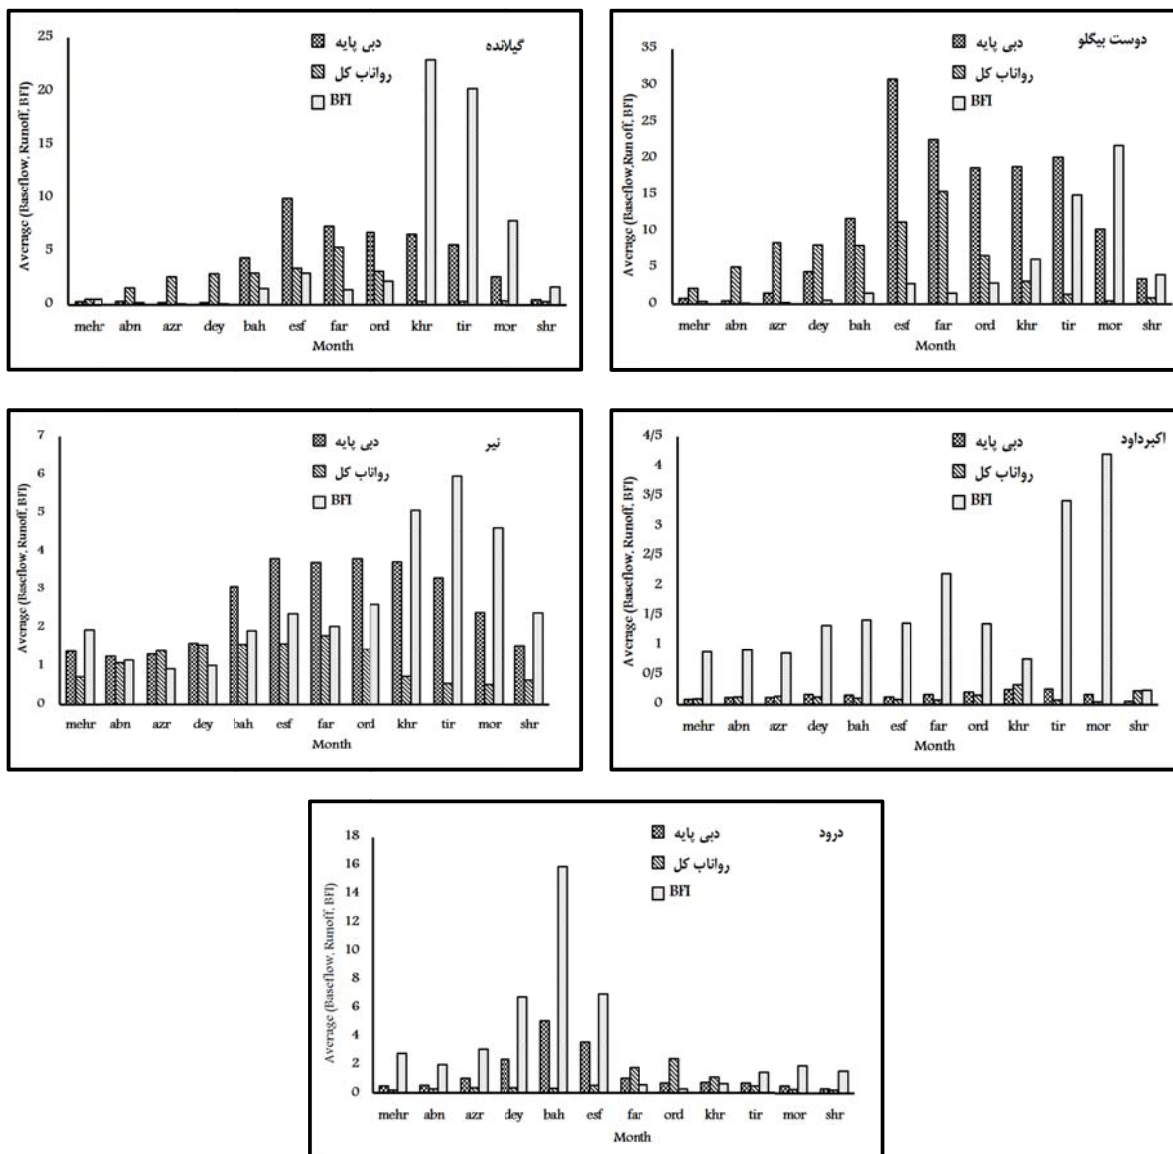 گیلانده
دبی پایه
رواناب کل
BFI
25
20
15
10
5
0
Average (Baseflow, Runoff, BFI)
mehr abn azr dey bah esf far ord khr tir mor shr
Month
دوست بیگلو
دبی پایه
رواناب کل
BFI
35
30
25
20
15
10
5
0
Average (Baseflow,Runoff, BFI)
mehr abn azr dey bah esf far ord khr tir mor shr
Month
نیر
دبی پایه
رواناب کل
BFI
7
6
5
4
3
2
1
0
Average (Baseflow, Runoff, BFI)
mehr abn azr dey bah esf far ord khr tir mor shr
Month
اکبرداود
دبی پایه
رواناب کل
BFI
4/5
4
3/5
3
2/5
2
1/5
1
0/5
0
Average (Baseflow, Runoff, BFI)
mehr abn azr dey bah esf far ord khr tir mor shr
Month
درود
دبی پایه
رواناب کل
BFI
18
16
14
12
10
8
6
4
2
0
Average (Baseflow, Runoff, BFI)
mehr abn azr dey bah esf far ord khr tir mor shr
Month